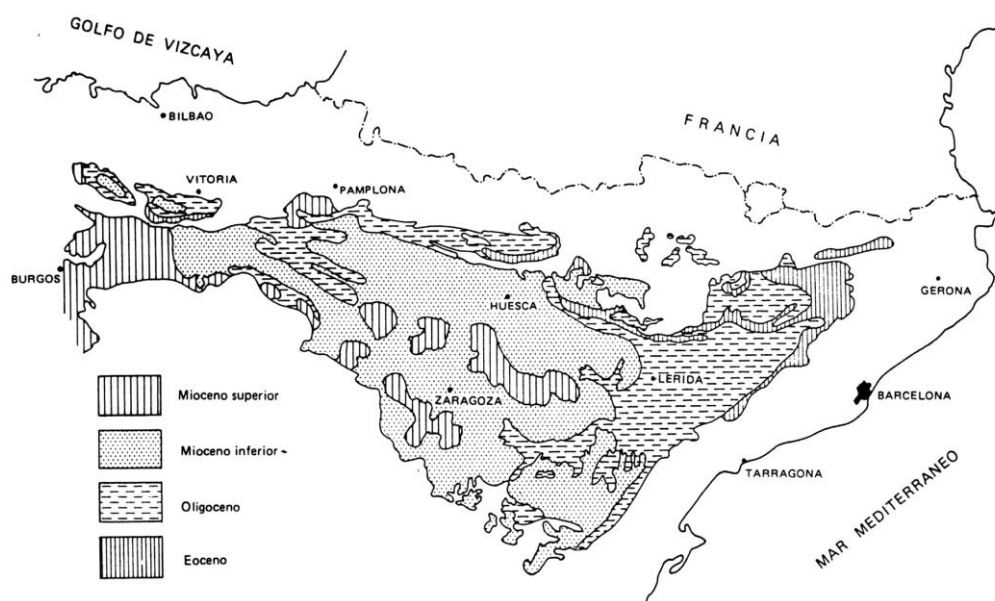 GOLFO DE VIZCAYA
BILBAO
FRANCIA
VITORIA
PAMPLONA
BURGOS
HUESCA
GERONA
LERIDA
ZARAGOZA
BARCELONA
TARRAGONA
MAR MEDITERRANEO
Mioceno superior
Mioceno inferior
Oligoceno
Eoceno